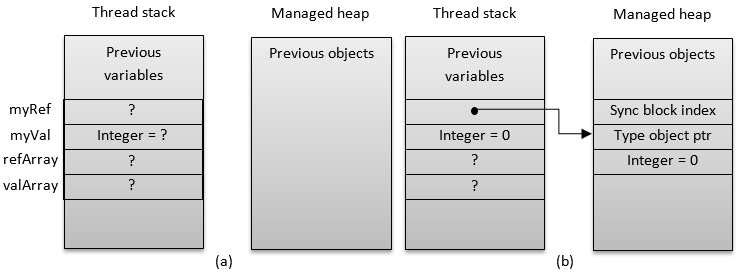 Thread stack
Managed heap
Thread stack
Managed heap
Previous
variables
Previous objects
Previous
variables
Previous objects
myRef
?
Sync block index
myVal
Integer = ?
Integer = 0
Type object ptr
refArray
?
?
Integer = 0
valArray
?
?
(a)
(b)